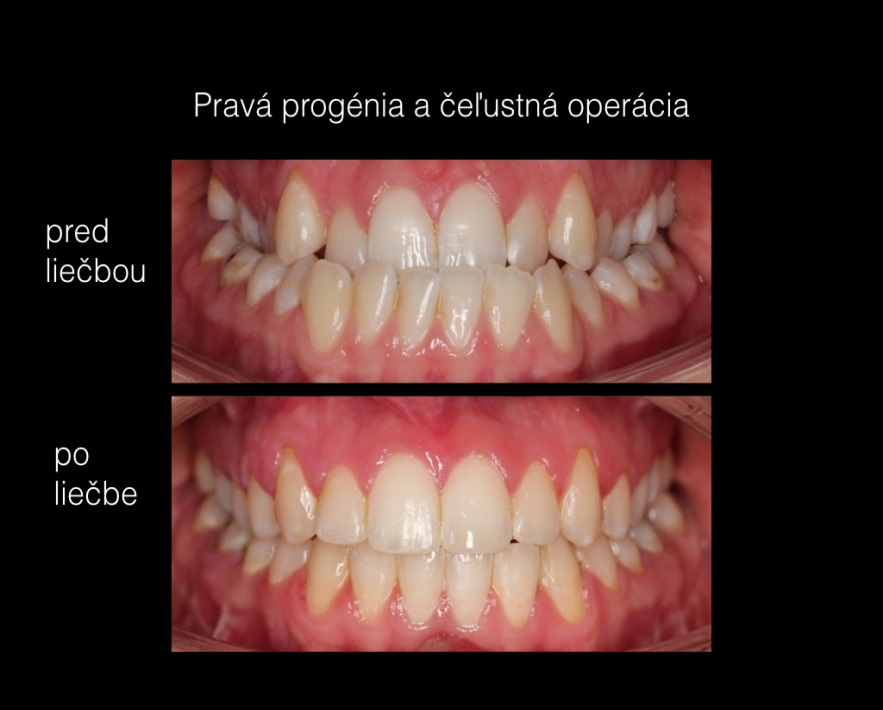 Pravá progénia a čeľustná operácia
pred
liečbou
po
liečbe